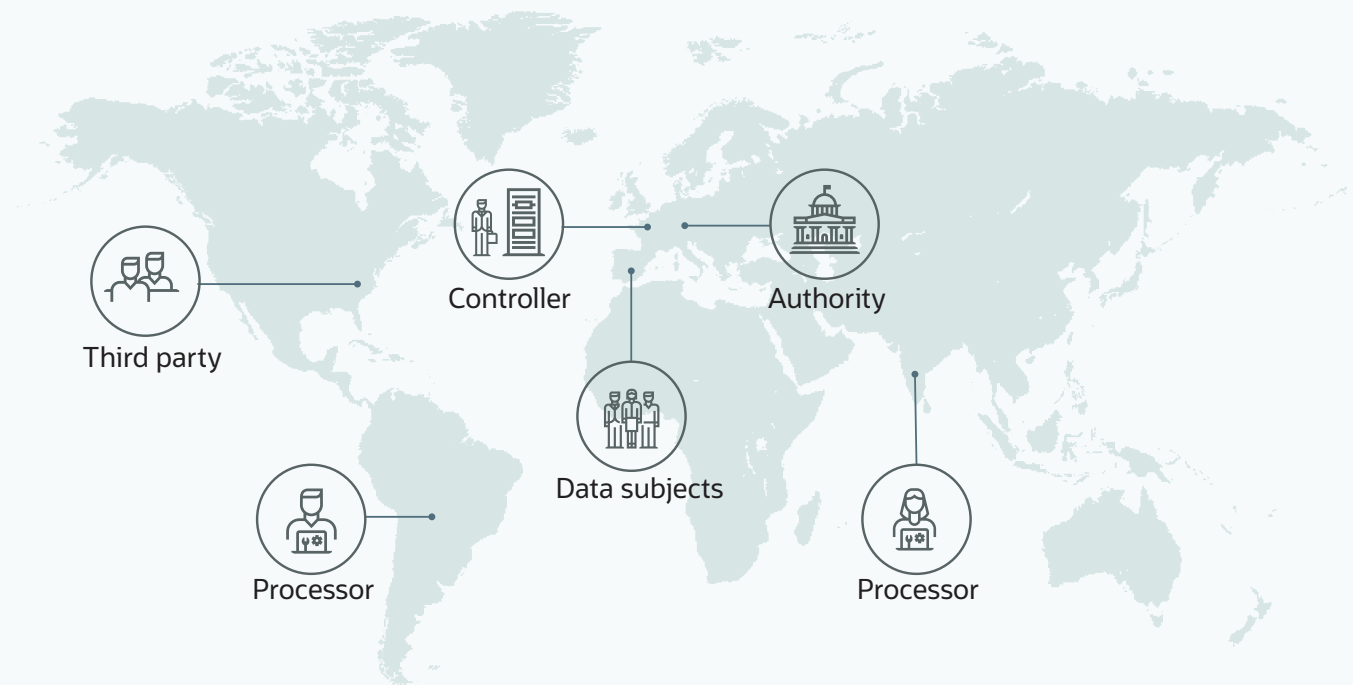 Controller
Authority
Third party
Data subjects
Processor
Processor